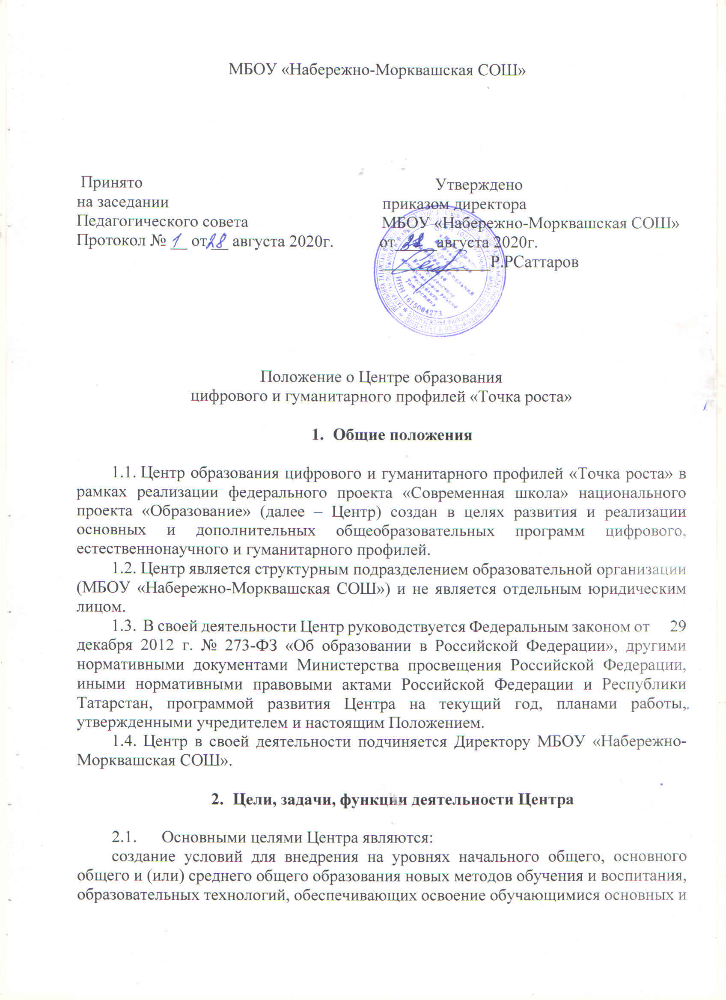 МБОУ «Набережно-Морквашская СОШ»
Принято
на заседании
Педагогического совета
Протокол № 1 от 28 августа 2020г.
Утверждено
приказом директора
МБОУ «Набережно-Морквашская СОШ»
от 28 августа 2020г.
Р.РСаттаров
ИНН 1615004273
Положение о Центре образования
цифрового и гуманитарного профилей «Точка роста»
1. Общие положения
1.1. Центр образования цифрового и гуманитарного профилей «Точка роста» в
рамках реализации федерального проекта «Современная школа» национального
проекта «Образование» (далее – Центр) создан в целях развития и реализации
основных и дополнительных общеобразовательных программ цифрового,
естественнонаучного и гуманитарного профилей.
1.2. Центр является структурным подразделением образовательной организации
(МБОУ «Набережно-Морквашская СОШ») и не является отдельным юридическим
лицом.
1.3. В своей деятельности Центр руководствуется Федеральным законом от 29
декабря 2012 г. № 273-ФЗ «Об образовании в Российской Федерации», другими
нормативными документами Министерства просвещения Российской Федерации,
иными нормативными правовыми актами Российской Федерации и Республики
Татарстан, программой развития Центра на текущий год, планами работы,
утвержденными учредителем и настоящим Положением.
1.4. Центр в своей деятельности подчиняется Директору МБОУ «Набережно-
Морквашская СОШ».
2. Цели, задачи, функции деятельности Центра
2.1. Основными целями Центра являются:
создание условий для внедрения на уровнях начального общего, основного
общего и (или) среднего общего образования новых методов обучения и воспитания,
образовательных технологий, обеспечивающих освоение обучающимися основных и